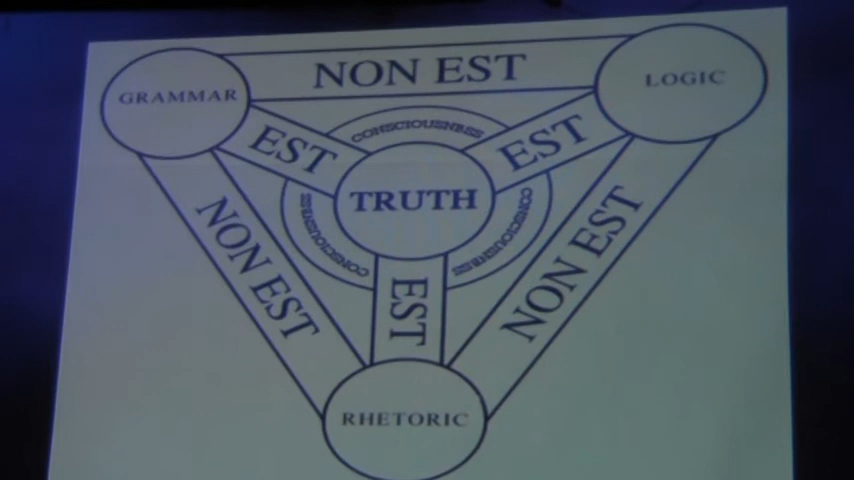 NON EST
GRAMMAR
LOGIC
CONSCIOUSNESS
EST
EST
TRUTH
CONSCIOUSNESS
CONSCIOUSNESS
NON EST
EST
NON EST
RHETORIC